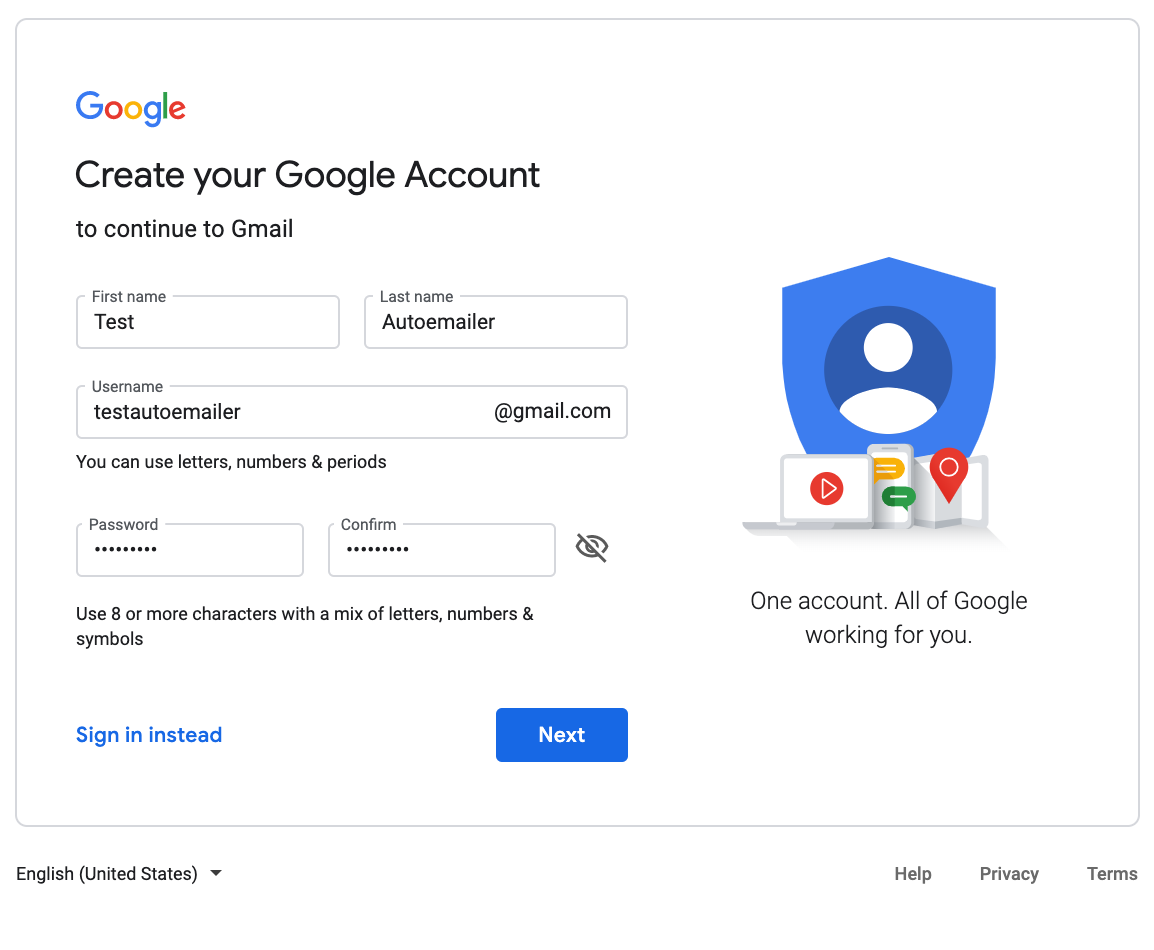 Google
Create your Google Account
to continue to Gmail
First name
Test
Last name
Autoemailer
Username
testautoemailer
@gmail.com
You can use letters, numbers & periods
Password
•••••••••
Confirm
•••••••••
Use 8 or more characters with a mix of letters, numbers &
symbols
Sign in instead
Next
One account. All of Google
working for you.
English (United States)
Help
Privacy
Terms